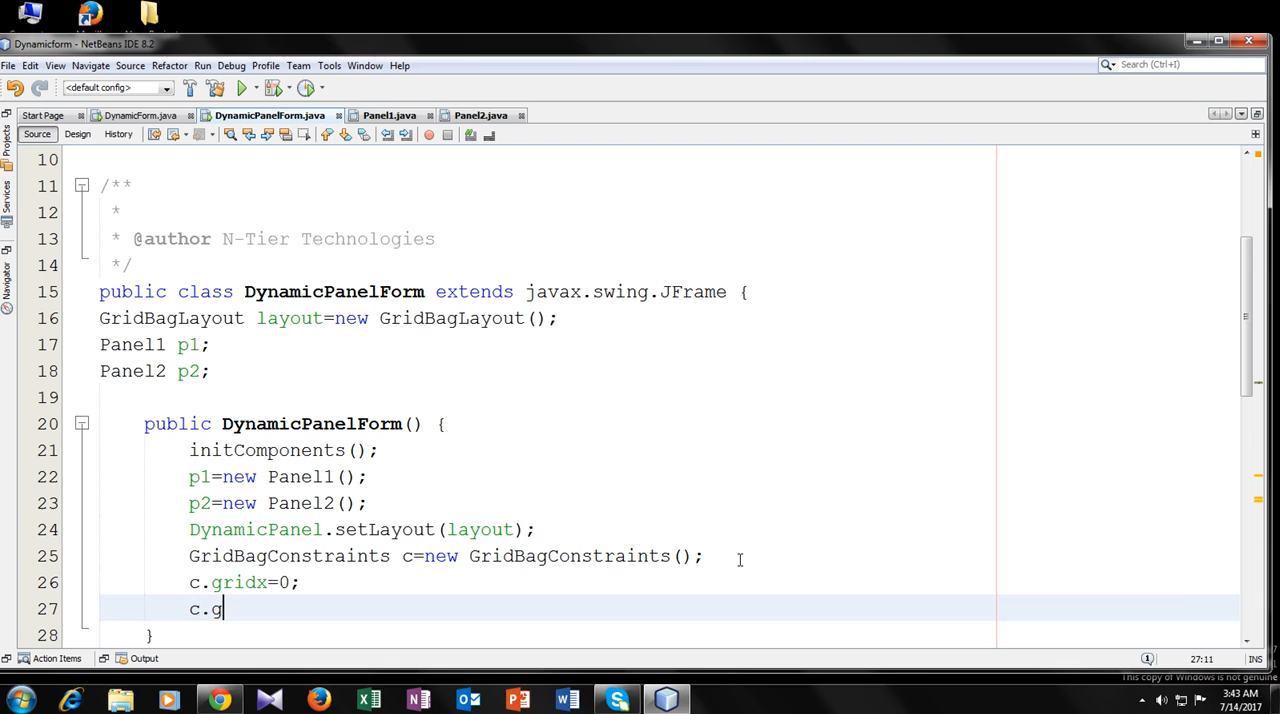 Dynamicform - NetBeans IDE 8.2
File Edit View Navigate Source Refactor Run Debug Profile Team Tools Window Help
Search (Ctrl+I)
<default config>
Start Page DynamicForm.java DynamicPanelForm.java Panel1.java Panel2.java
Source Design History
Projects
Services
Navigator
10
11 /**
12 *
13 * @author N-Tier Technologies
14 */
15 public class DynamicPanelForm extends javax.swing.JFrame {
16 GridBagLayout layout=new GridBagLayout();
17 Panel1 p1;
18 Panel2 p2;
19
20 public DynamicPanelForm() {
21 initComponents();
22 p1=new Panel1();
23 p2=new Panel2();
24 DynamicPanel.setLayout(layout);
25 GridBagConstraints c=new GridBagConstraints();
26 c.gridx=0;
27 c.g
28 }
Action Items Output
1 27:11 INS
This copy of Windows is not genuine
3:43 AM
7/14/2017